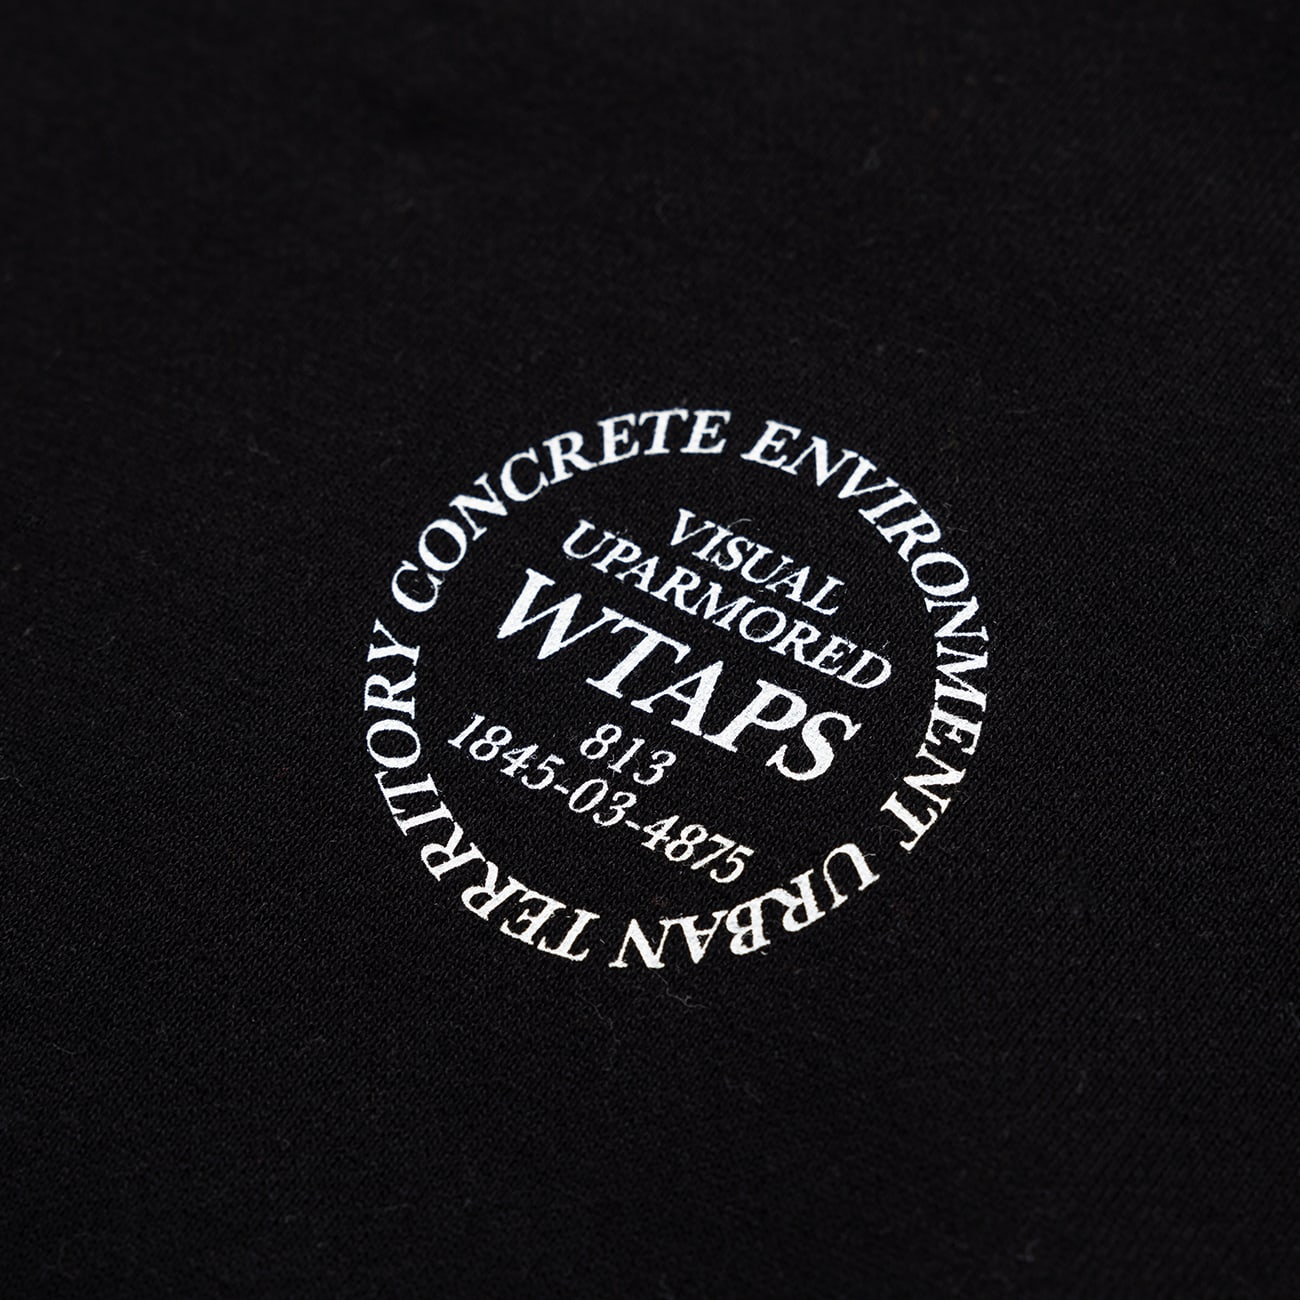 CONCRETE ENVIRONMENT URBAN TERRITORY
VISUAL
UPARMORED
WTAPS
813
1845-03-4875